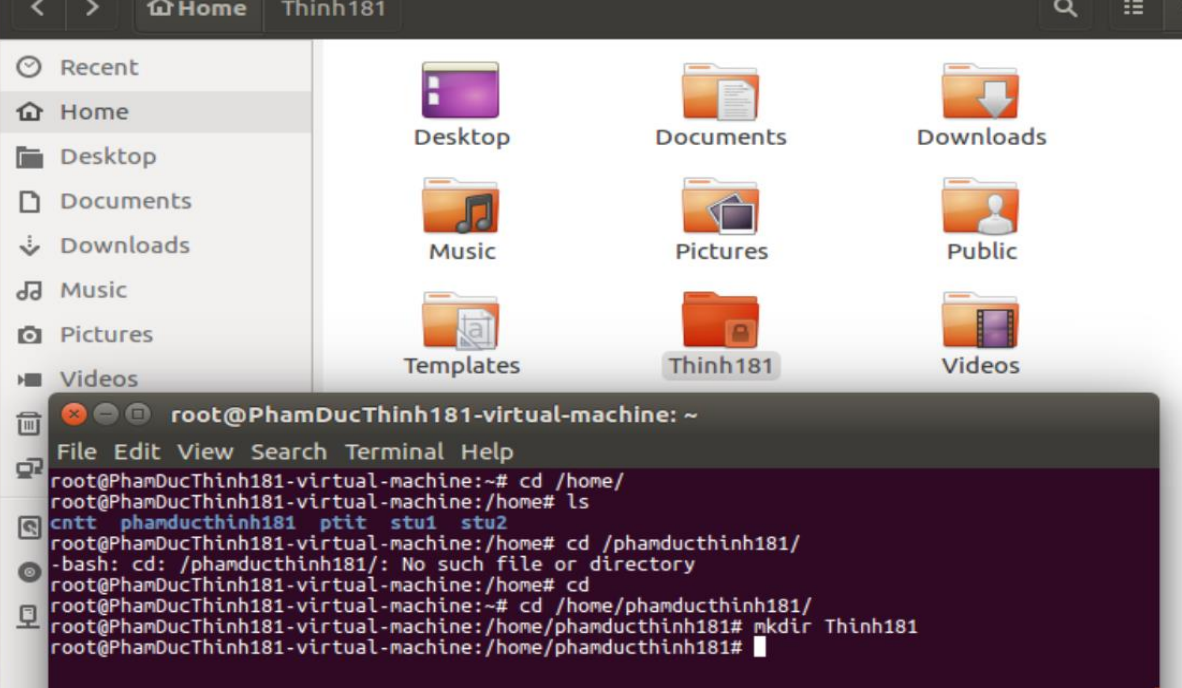 Home Thinh181
Recent
Home
Desktop
Documents
Downloads
Music
Pictures
Videos
Desktop Documents Downloads
Music Pictures Public
Templates Thinh181 Videos
root@PhamDucThinh181-virtual-machine: ~
File Edit View Search Terminal Help
root@PhamDucThinh181-virtual-machine:~# cd /home/
root@PhamDucThinh181-virtual-machine:/home# ls
cntt phamducthinh181 ptit stu1 stu2
root@PhamDucThinh181-virtual-machine:/home# cd /phamducthinh181/
-bash: cd: /phamducthinh181/: No such file or directory
root@PhamDucThinh181-virtual-machine:/home# cd
root@PhamDucThinh181-virtual-machine:~# cd /home/phamducthinh181/
root@PhamDucThinh181-virtual-machine:/home/phamducthinh181# mkdir Thinh181
root@PhamDucThinh181-virtual-machine:/home/phamducthinh181#